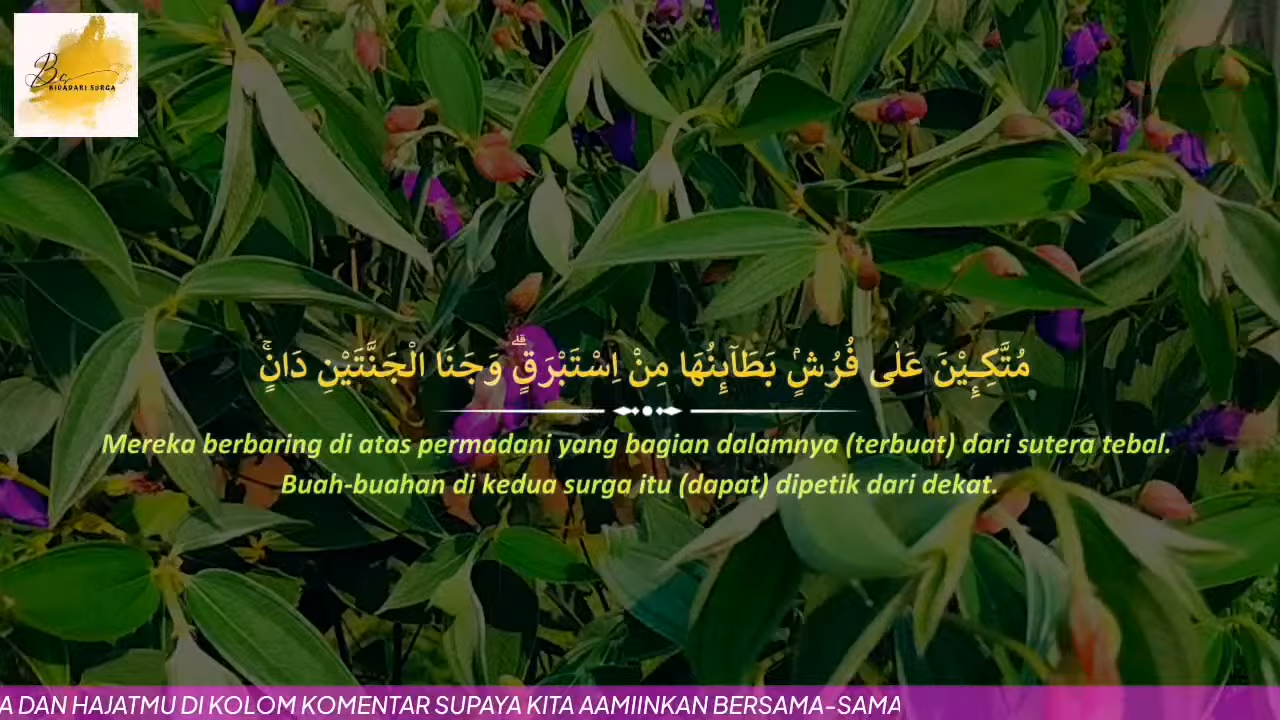 Bs
BIDADARI SURGA
مُتَّكِـِٕيْنَ عَلٰى فُرُشٍۢ بَطَاۤىِٕنُهَا مِنْ اِسْتَبْرَقٍۗ وَجَنَا الْجَنَّتَيْنِ دَانٍۚ
Mereka berbaring di atas permadani yang bagian dalamnya (terbuat) dari sutera tebal.
Buah-buahan di kedua surga itu (dapat) dipetik dari dekat.
A DAN HAJATMU DI KOLOM KOMENTAR SUPAYA KITA AAMIINKAN BERSAMA-SAMA